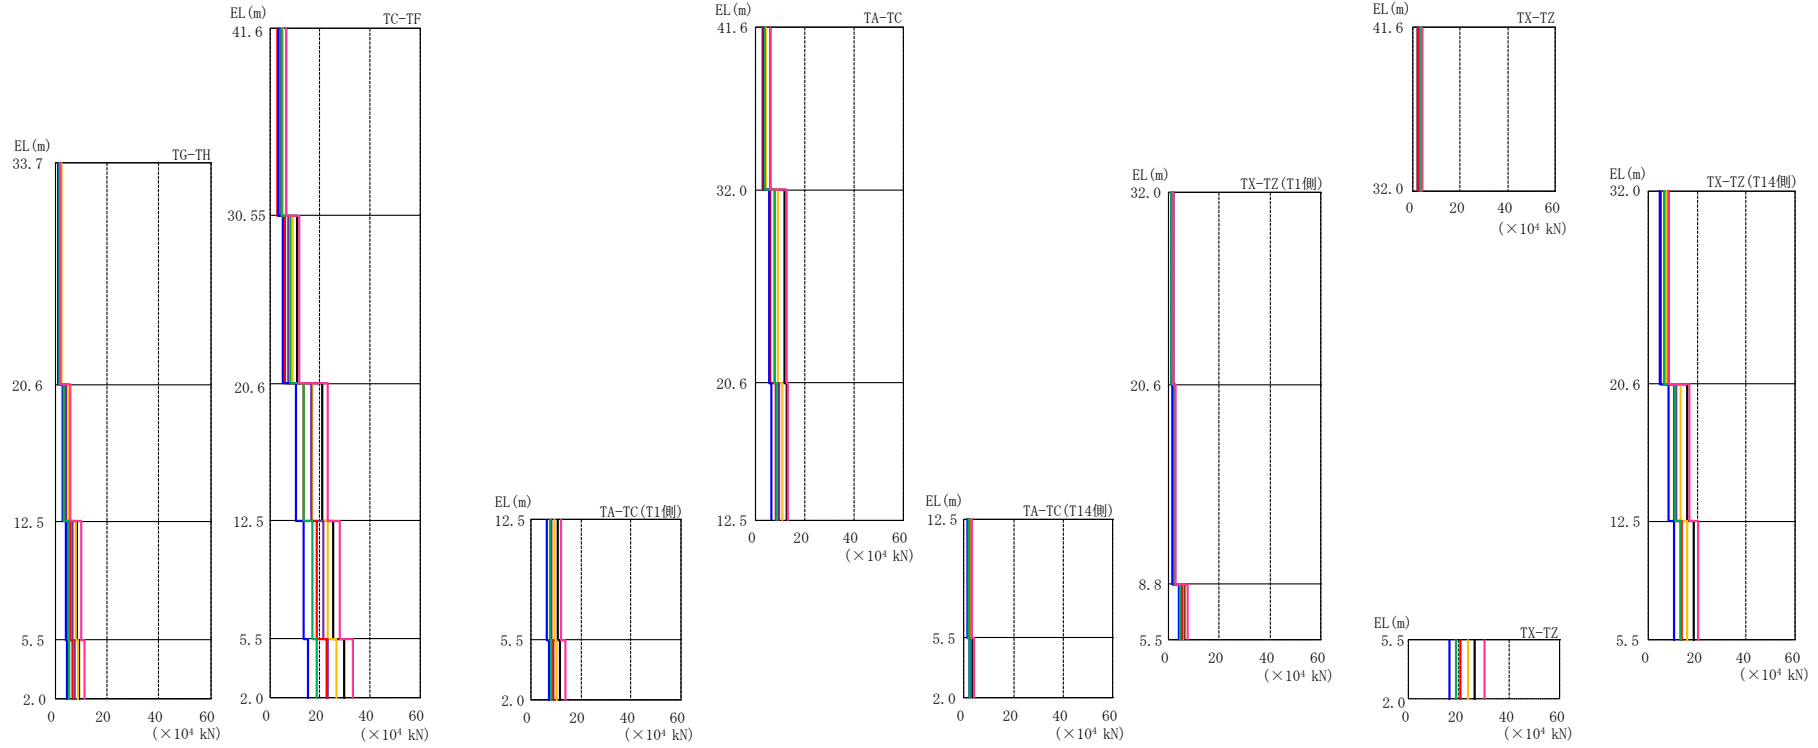 EL(m)
TG-TH
33.7
20.6
12.5
5.5
2.0
0 20 40 60
(×10⁴ kN)
EL(m)
TC-TF
41.6
30.55
20.6
12.5
5.5
2.0
0 20 40 60
(×10⁴ kN)
EL(m)
TA-TC(T1側)
12.5
5.5
2.0
0 20 40 60
(×10⁴ kN)
EL(m)
TA-TC
41.6
32.0
20.6
12.5
0 20 40 60
(×10⁴ kN)
EL(m)
TA-TC(T14側)
12.5
5.5
2.0
0 20 40 60
(×10⁴ kN)
EL(m)
TX-TZ(T1側)
32.0
20.6
8.8
5.5
0 20 40 60
(×10⁴ kN)
EL(m)
TX-TZ
41.6
32.0
0 20 40 60
(×10⁴ kN)
EL(m)
TX-TZ
5.5
2.0
0 20 40 60
(×10⁴ kN)
EL(m)
TX-TZ(T14側)
32.0
20.6
12.5
5.5
0 20 40 60
(×10⁴ kN)